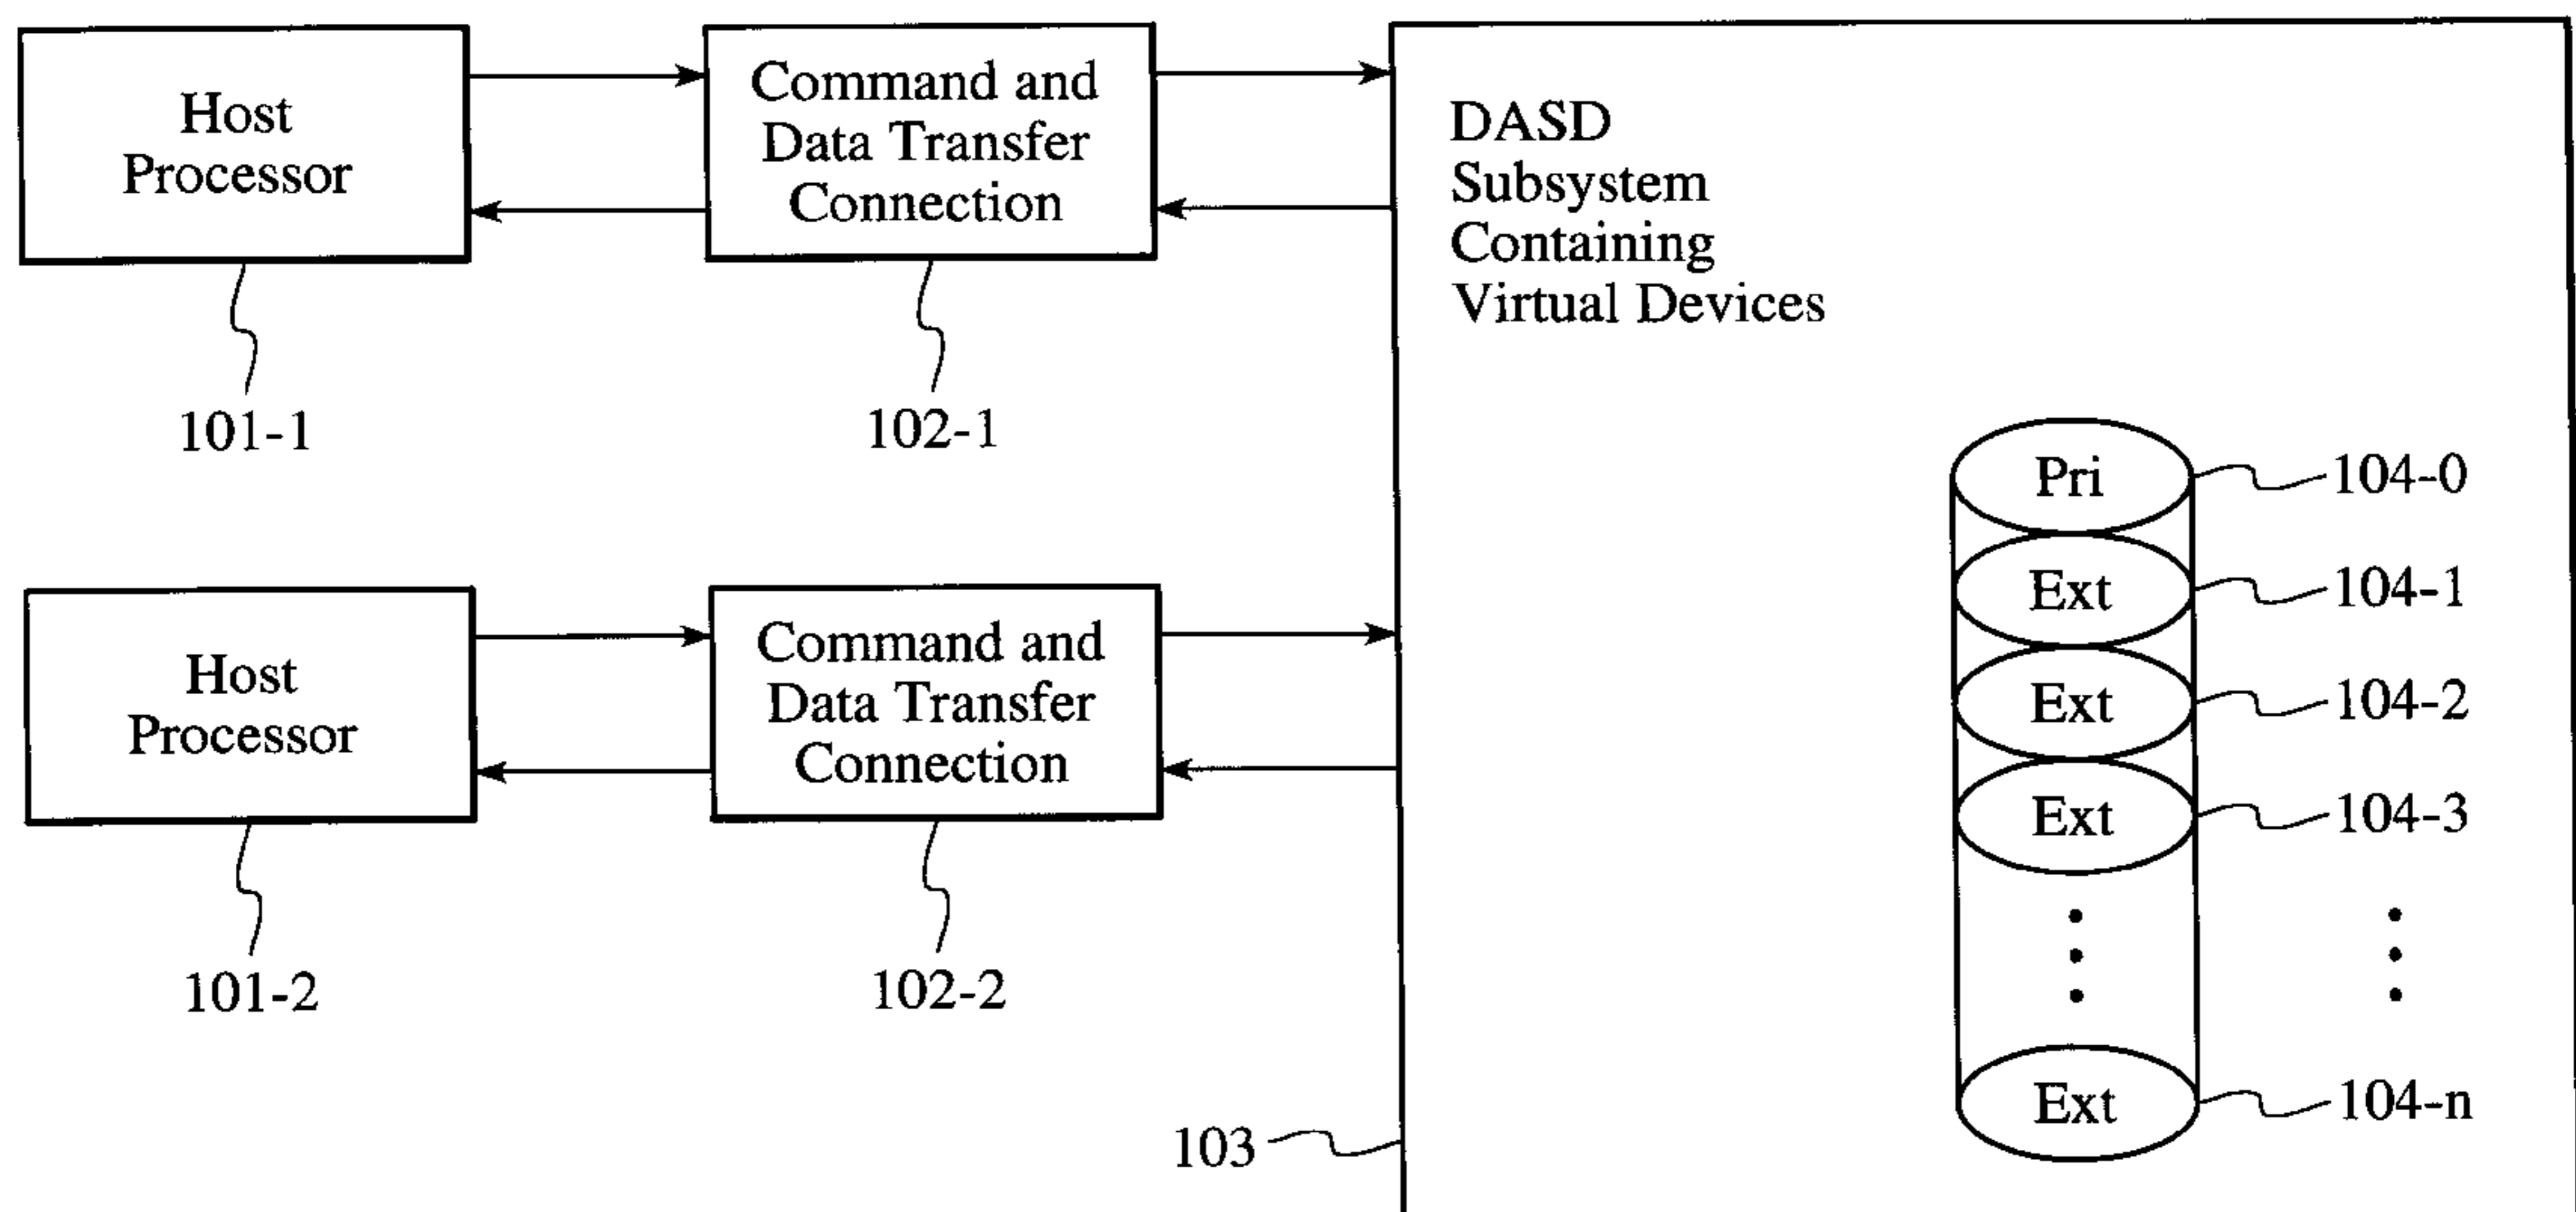 Host
Processor
101-1
Command and
Data Transfer
Connection
102-1
Host
Processor
101-2
Command and
Data Transfer
Connection
102-2
DASD
Subsystem
Containing
Virtual Devices
103
Pri
104-0
Ext
104-1
Ext
104-2
Ext
104-3
Ext
104-n